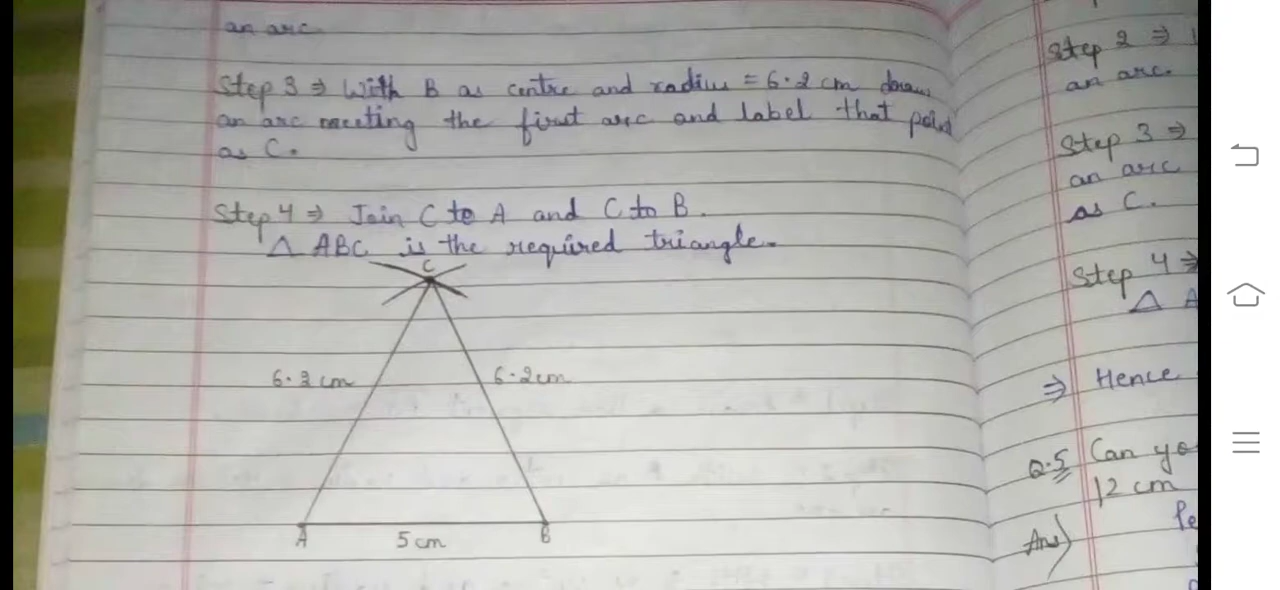 an arc
Step 3 ⇒ With B as centre and radius = 6.2 cm draw
an arc meeting the first arc and label that point
as C.
Step 4 ⇒ Join C to A and C to B.
△ ABC is the required triangle.
C
6.2 cm
6.2cm
A
5 cm
B
Step 2 ⇒
an arc.
Step 3 ⇒
an arc
as C.
Step 4 ⇒
△ A
⇒ Hence
Q.5 Can yo
12 cm
Ans)
Pe